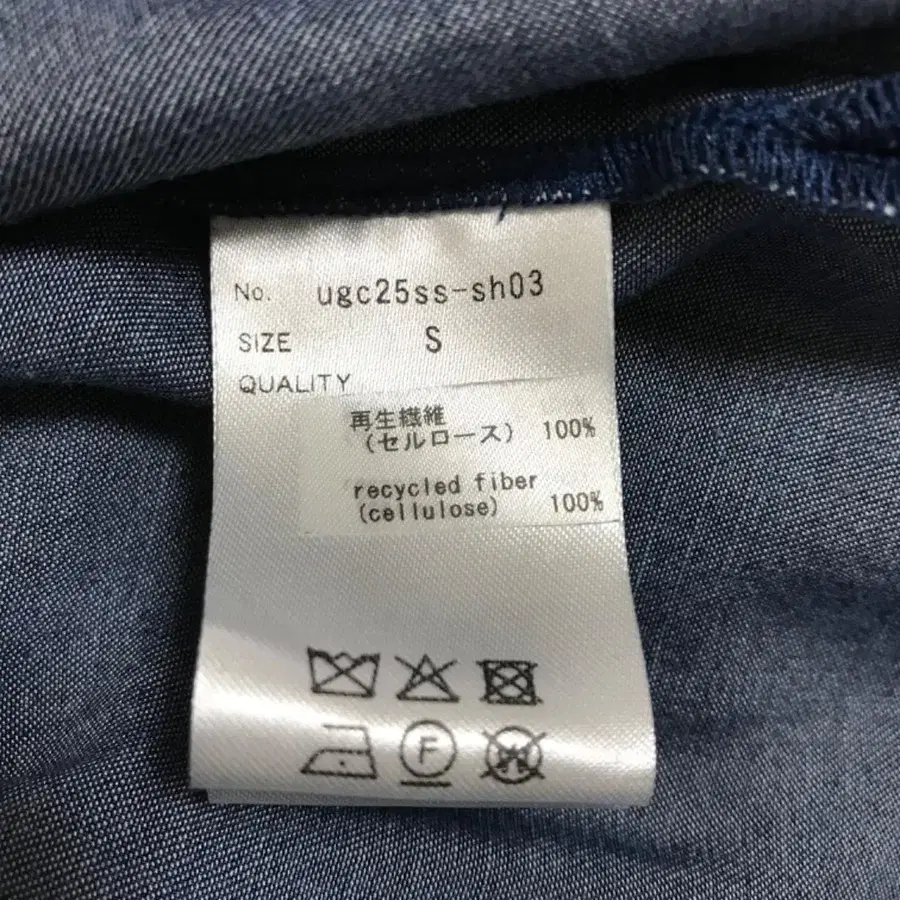 No. ugc25ss-sh03
SIZE S
QUALITY
再生繊維
(セルロース) 100%
recycled fiber
(cellulose) 100%
F
W